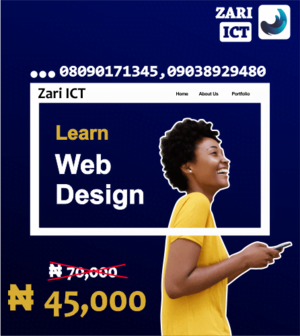 ZARI
ICT
08090171345,09038929480
Zari ICT
Home About Us Portfolio
Learn
Web
Design
₦ 70,000
₦ 45,000